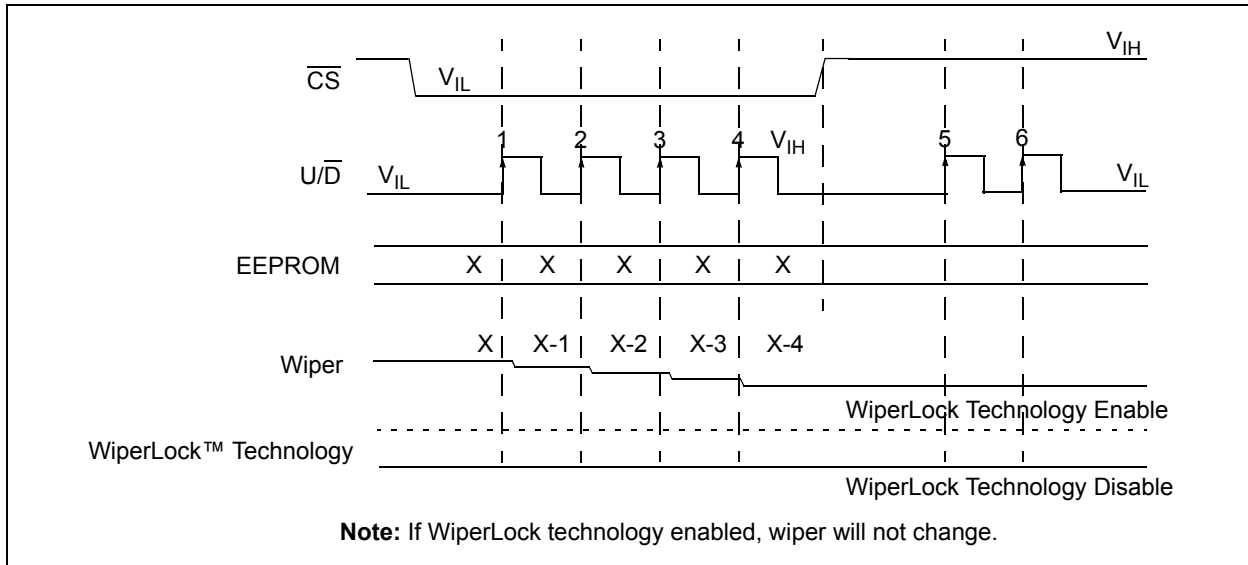 V_IH
C̅S̅ V_IL
1 2 3 4 V_IH 5 6
U/D̅ V_IL V_IL
EEPROM X X X X X
X X-1 X-2 X-3 X-4
Wiper
WiperLock Technology Enable
WiperLock™ Technology
WiperLock Technology Disable
Note: If WiperLock technology enabled, wiper will not change.